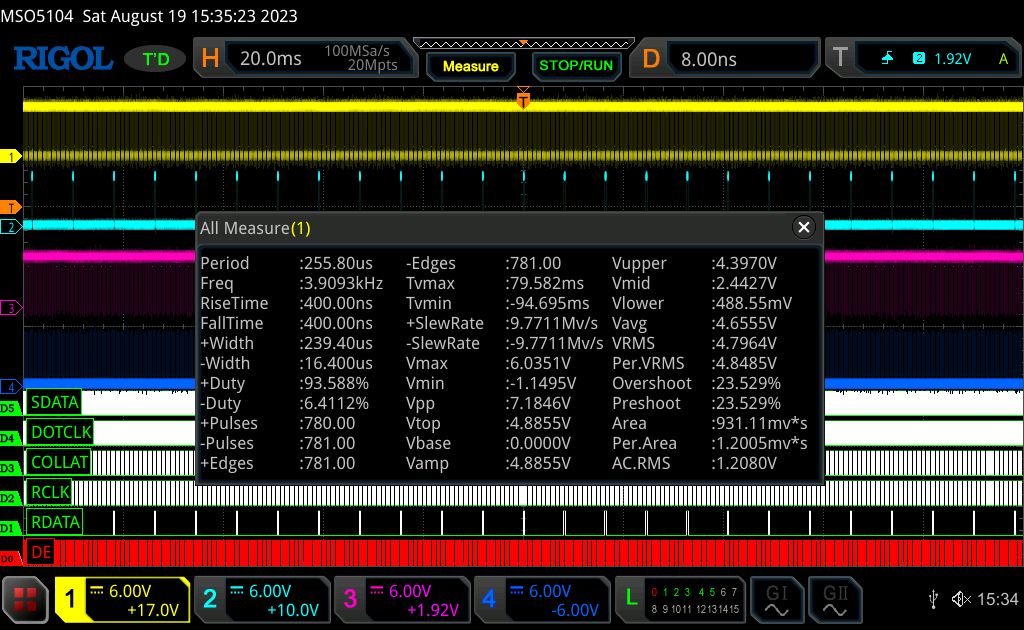 MSO5104 Sat August 19 15:35:23 2023
RIGOL T'D H 20.0ms 100MSa/s 20Mpts Measure STOP/RUN D 8.00ns T 2 1.92V A
T
1
T
2
3
4
All Measure(1)
Period :255.80us -Edges :781.00 Vupper :4.3970V
Freq :3.9093kHz Tvmax :79.582ms Vmid :2.4427V
RiseTime :400.00ns Tvmin :-94.695ms Vlower :488.55mV
FallTime :400.00ns +SlewRate :9.7711Mv/s Vavg :4.6555V
+Width :239.40us -SlewRate :-9.7711Mv/s VRMS :4.7964V
-Width :16.400us Vmax :6.0351V Per.VRMS :4.8485V
+Duty :93.588% Vmin :-1.1495V Overshoot :23.529%
-Duty :6.4112% Vpp :7.1846V Preshoot :23.529%
+Pulses :780.00 Vtop :4.8855V Area :931.11mv*s
-Pulses :781.00 Vbase :0.0000V Per.Area :1.2005mv*s
+Edges :781.00 Vamp :4.8855V AC.RMS :1.2080V
D5 SDATA
D4 DOTCLK
D3 COLLAT
D2 RCLK
D1 RDATA
D0 DE
1 6.00V +17.0V 2 6.00V +10.0V 3 6.00V +1.92V 4 6.00V -6.00V L 0 1 2 3 4 5 6 7 8 9 10 11 12 13 14 15 GI GII 15:34